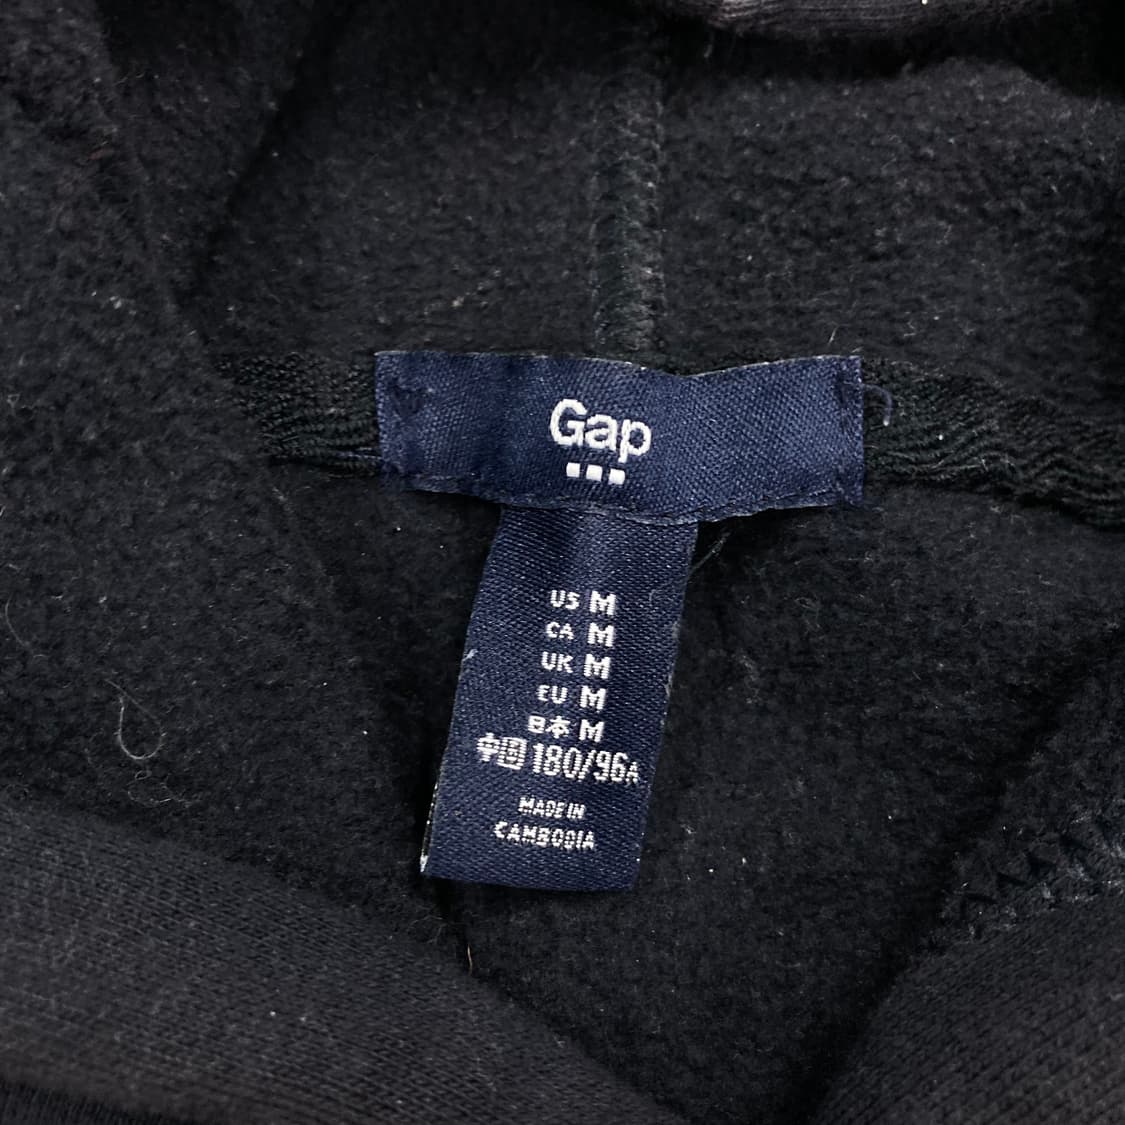 Gap
US M
CA M
UK M
EU M
日本 M
中国 180/96A
MADE IN
CAMBODIA